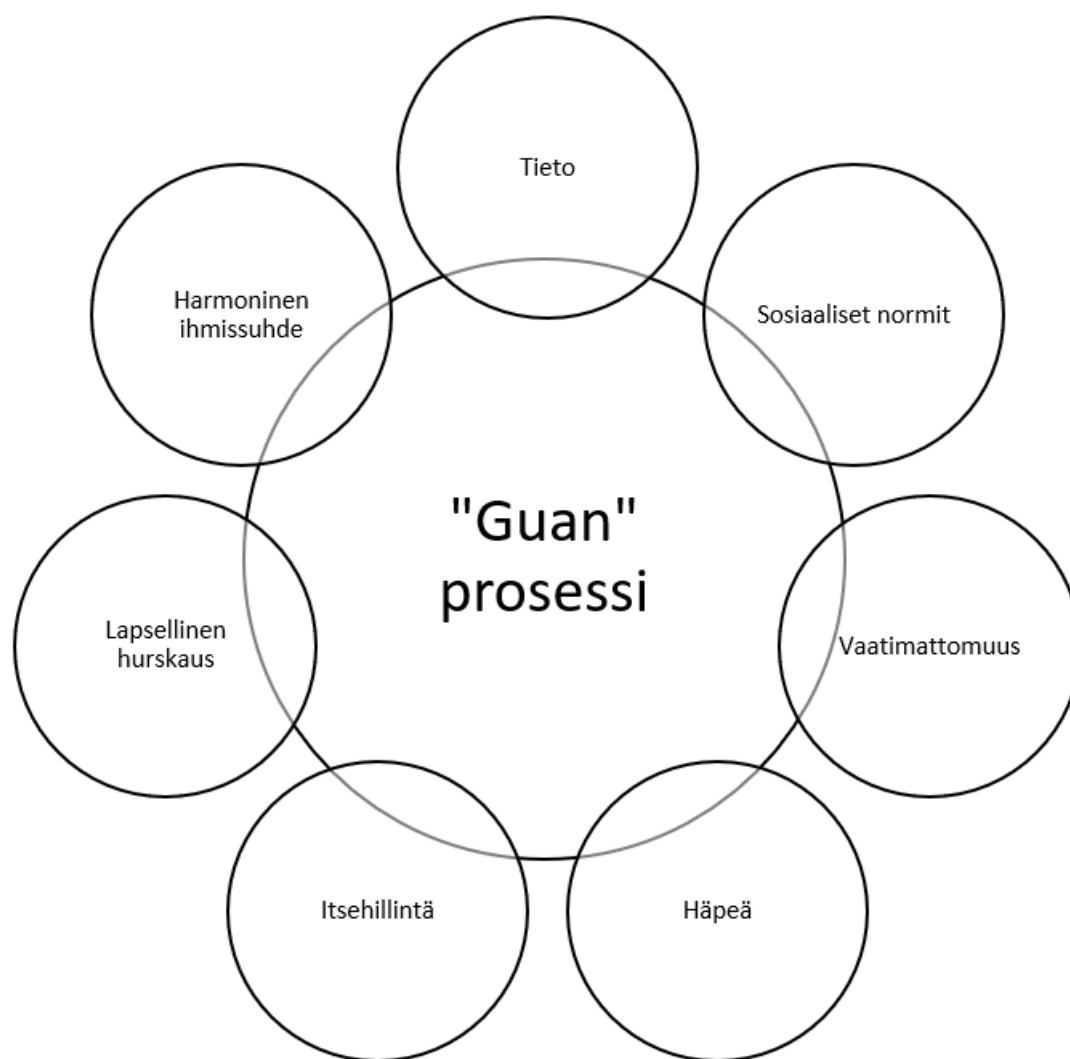 Tieto
Sosiaaliset normit
Vaatimattomuus
Häpeä
Itsehillintä
Lapsellinen
hurskaus
Harmoninen
ihmissuhde
"Guan"
prosessi